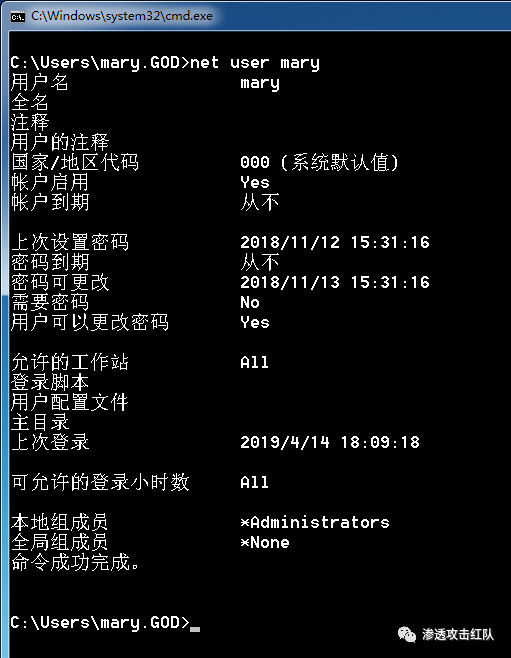 C:\Windows\system32\cmd.exe
C:\Users\mary.GOD>net user mary
用户名 mary
全名
注释
用户的注释
国家/地区代码 000 (系统默认值)
帐户启用 Yes
帐户到期 从不
上次设置密码 2018/11/12 15:31:16
密码到期 从不
密码可更改 2018/11/13 15:31:16
需要密码 No
用户可以更改密码 Yes
允许的工作站 All
登录脚本
用户配置文件
主目录
上次登录 2019/4/14 18:09:18
可允许的登录小时数 All
本地组成员 *Administrators
全局组成员 *None
命令成功完成。
C:\Users\mary.GOD>_
渗透攻击红队